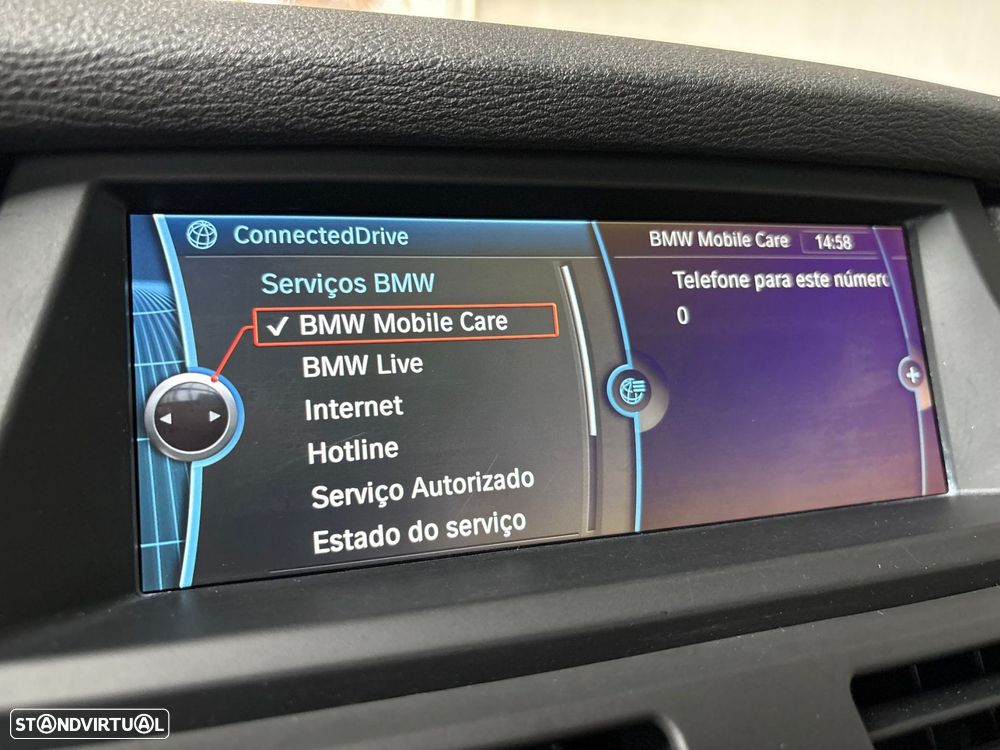 ConnectedDrive
BMW Mobile Care 14:58
Serviços BMW
BMW Mobile Care
BMW Live
Internet
Hotline
Serviço Autorizado
Estado do serviço
Telefone para este número
0
STANDVIRTUAL